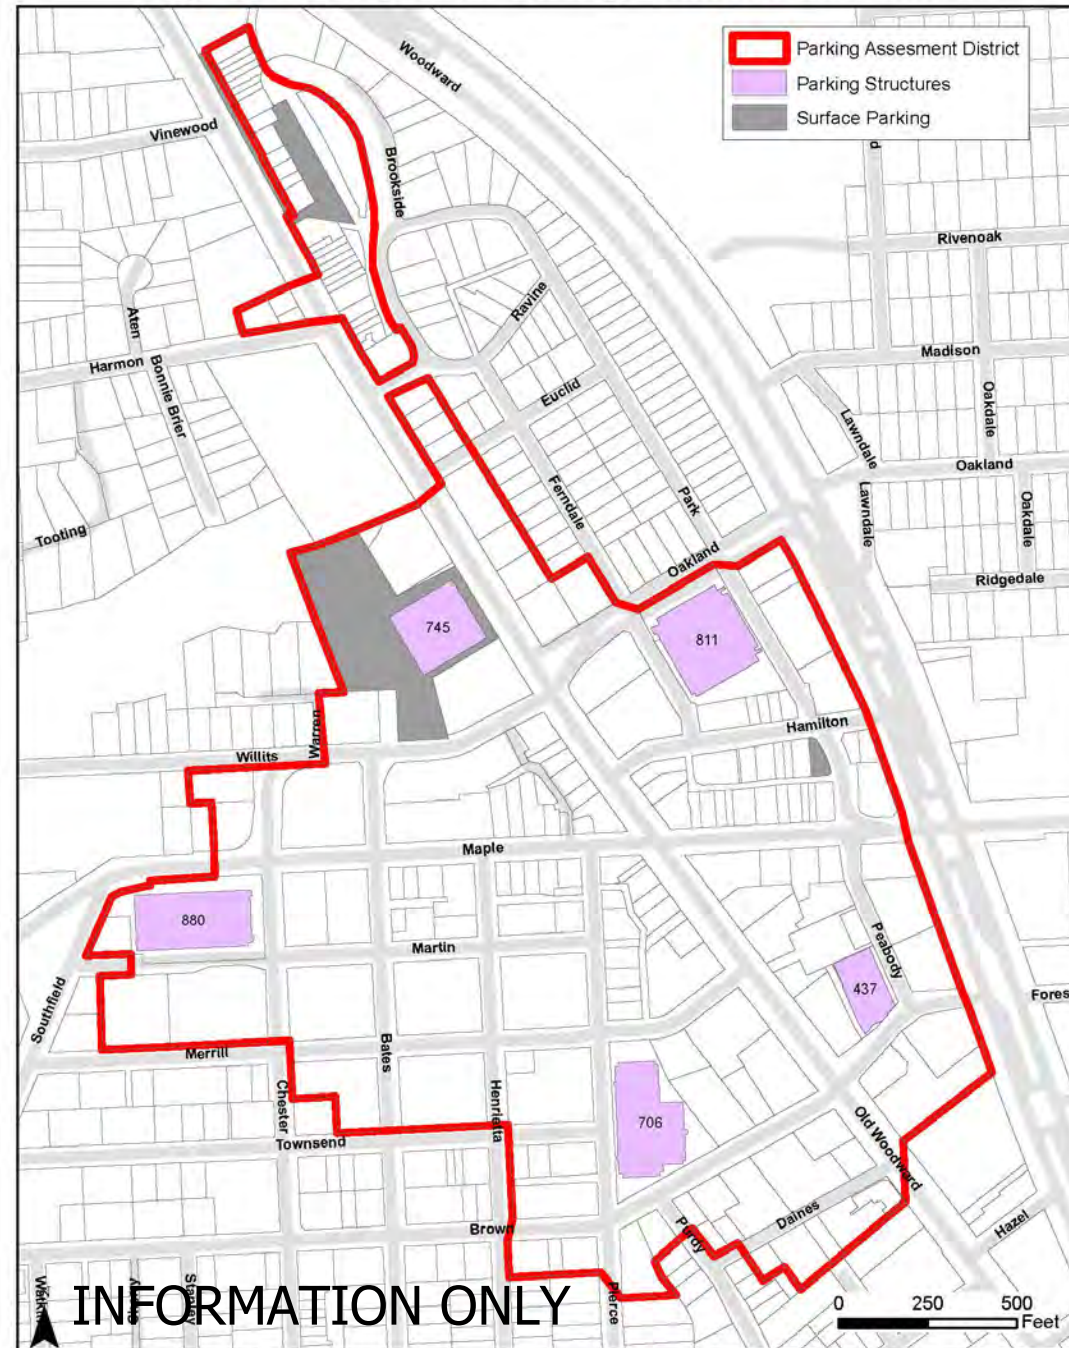 Woodward
Parking Assesment District
Parking Structures
Surface Parking
Vinewood
d
Brookside
Rivenoak
Aten
Ravine
Madison
Harmon
Bonnie Brier
Euclid
Oakdale
Lawndale
Oakland
Ferndale
Park
Lawndale
Oakdale
Tooting
Oakland
Ridgedale
745
811
Warren
Hamilton
Willits
Maple
880
Martin
Peabody
437
Southfield
Fores
Merrill
Bates
Chester
Henrietta
706
Old Woodward
Townsend
Daines
Brown
Purdy
Hazel
Pierce
Stanley
INFORMATION ONLY
0 250 500
Feet